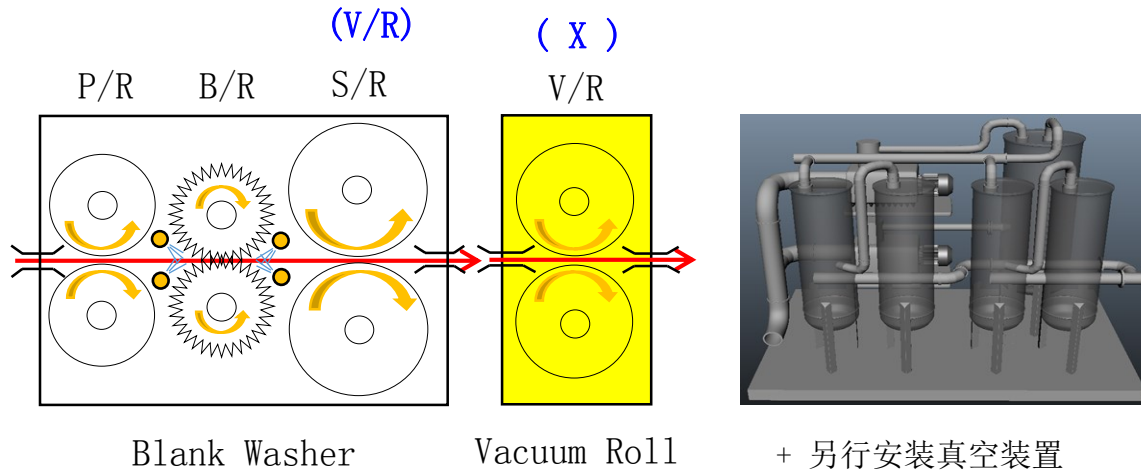 (V/R)
( X )
P/R
B/R
S/R
V/R
Blank Washer
Vacuum Roll
+ 另行安装真空装置